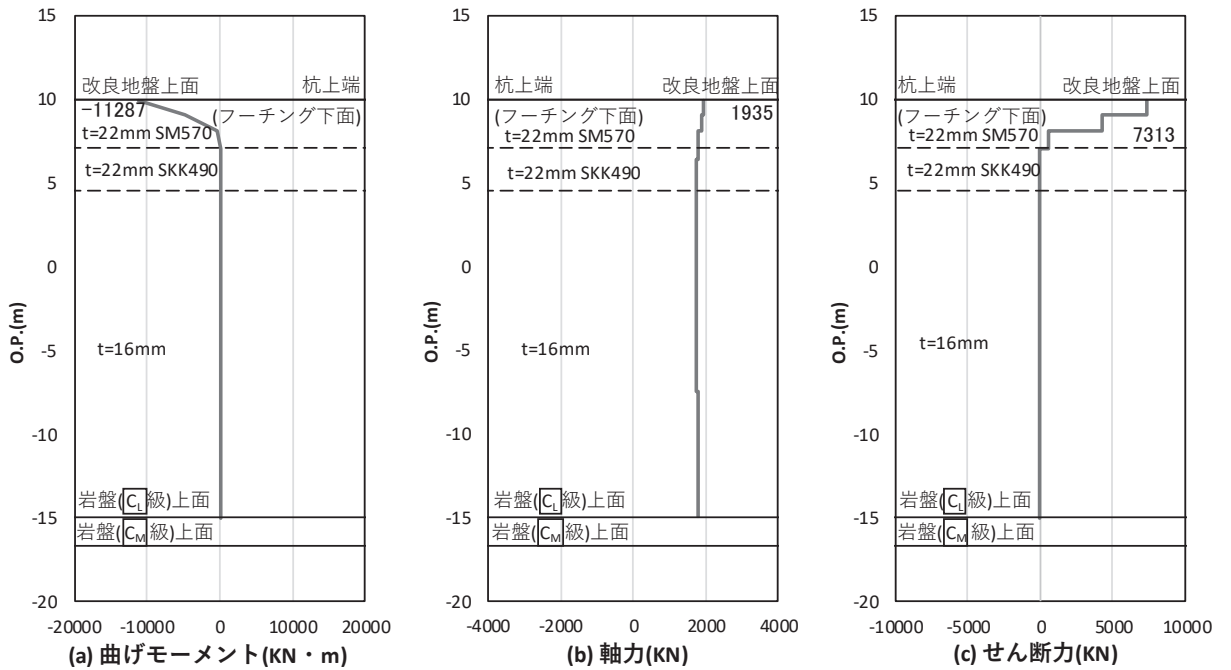 15
改良地盤上面 杭上端
10
-11287 (フーチング下面)
t=22mm SM570
t=22mm SKK490
5
0
O.P.(m)
-5
t=16mm
-10
岩盤(CL級)上面
-15
岩盤(CM級)上面
-20
-20000 -10000 0 10000 20000
(a) 曲げモーメント(KN・m)
15
杭上端 改良地盤上面
10
(フーチング下面) 1935
t=22mm SM570
t=22mm SKK490
5
0
O.P.(m)
-5
t=16mm
-10
岩盤(CL級)上面
-15
岩盤(CM級)上面
-20
-4000 -2000 0 2000 4000
(b) 軸力(KN)
15
杭上端 改良地盤上面
10
(フーチング下面)
t=22mm SM570 7313
t=22mm SKK490
5
0
O.P.(m)
-5
t=16mm
-10
岩盤(CL級)上面
-15
岩盤(CM級)上面
-20
-10000 -5000 0 5000 10000
(c) せん断力(KN)